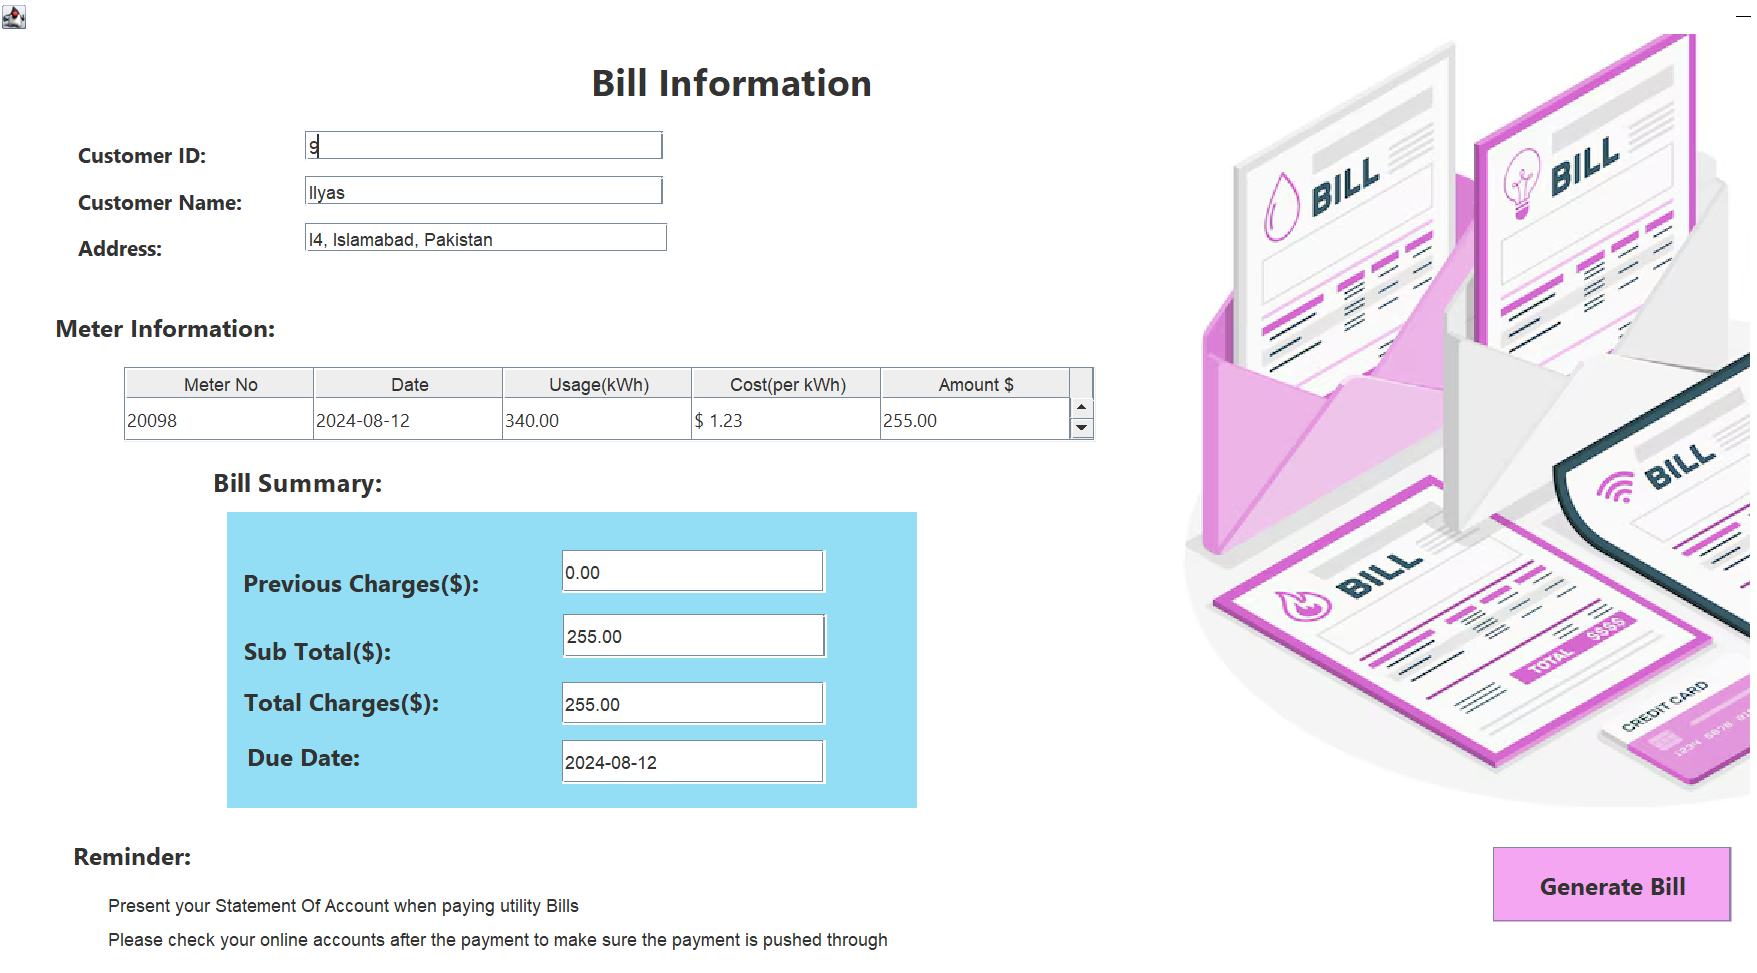 Bill Information
Customer ID: 9
Customer Name: Ilyas
Address: I4, Islamabad, Pakistan
Meter Information:
Meter No Date Usage(kWh) Cost(per kWh) Amount $
20098 2024-08-12 340.00 $ 1.23 255.00
Bill Summary:
Previous Charges($): 0.00
Sub Total($): 255.00
Total Charges($): 255.00
Due Date: 2024-08-12
Reminder:
Present your Statement Of Account when paying utility Bills
Please check your online accounts after the payment to make sure the payment is pushed through
BILL
BILL
BILL
BILL
TOTAL $$$$
CREDIT CARD
Generate Bill